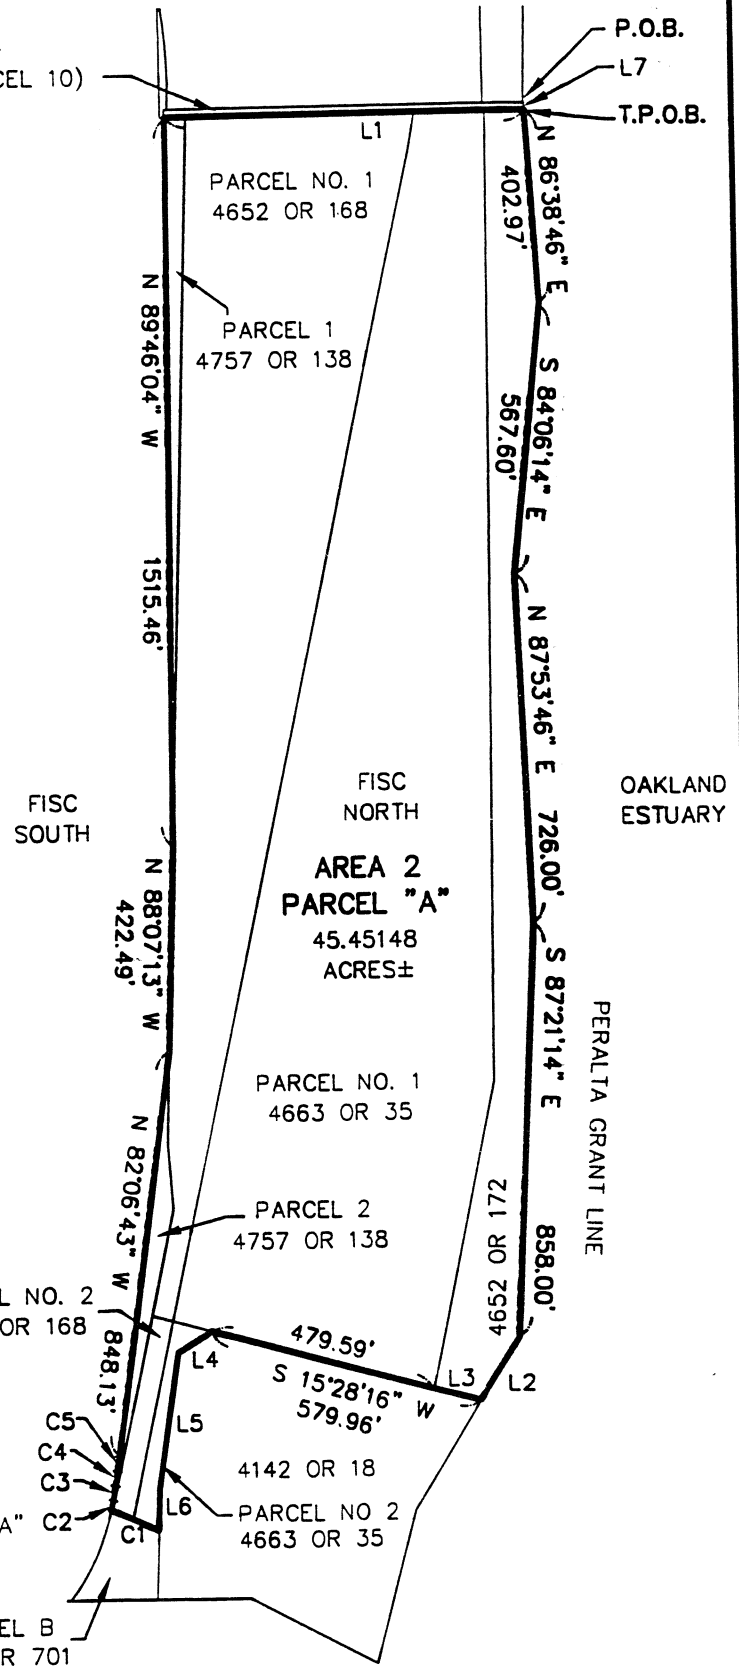 P.O.B.
L7
CEL 10)
T.P.O.B.
L1
N 86°38'46" E
402.97'
PARCEL NO. 1
4652 OR 168
N 89°46'04" W
1515.46'
PARCEL 1
4757 OR 138
S 84°06'14" E
567.60'
N 87°53'46" E 726.00'
FISC
SOUTH
FISC
NORTH
OAKLAND
ESTUARY
AREA 2
PARCEL "A"
45.45148
ACRES±
N 88°07'13" W
422.49'
S 87°21'14" E
858.00'
PERALTA GRANT LINE
PARCEL NO. 1
4663 OR 35
N 82°06'43" W
848.13'
PARCEL 2
4757 OR 138
4652 OR 172
L NO. 2
OR 168
479.59'
L4
S 15°28'16" W
579.96'
L3
L2
L5
C5
C4
C3
C2
C1
L6
4142 OR 18
PARCEL NO 2
4663 OR 35
A"
EL B
R 701